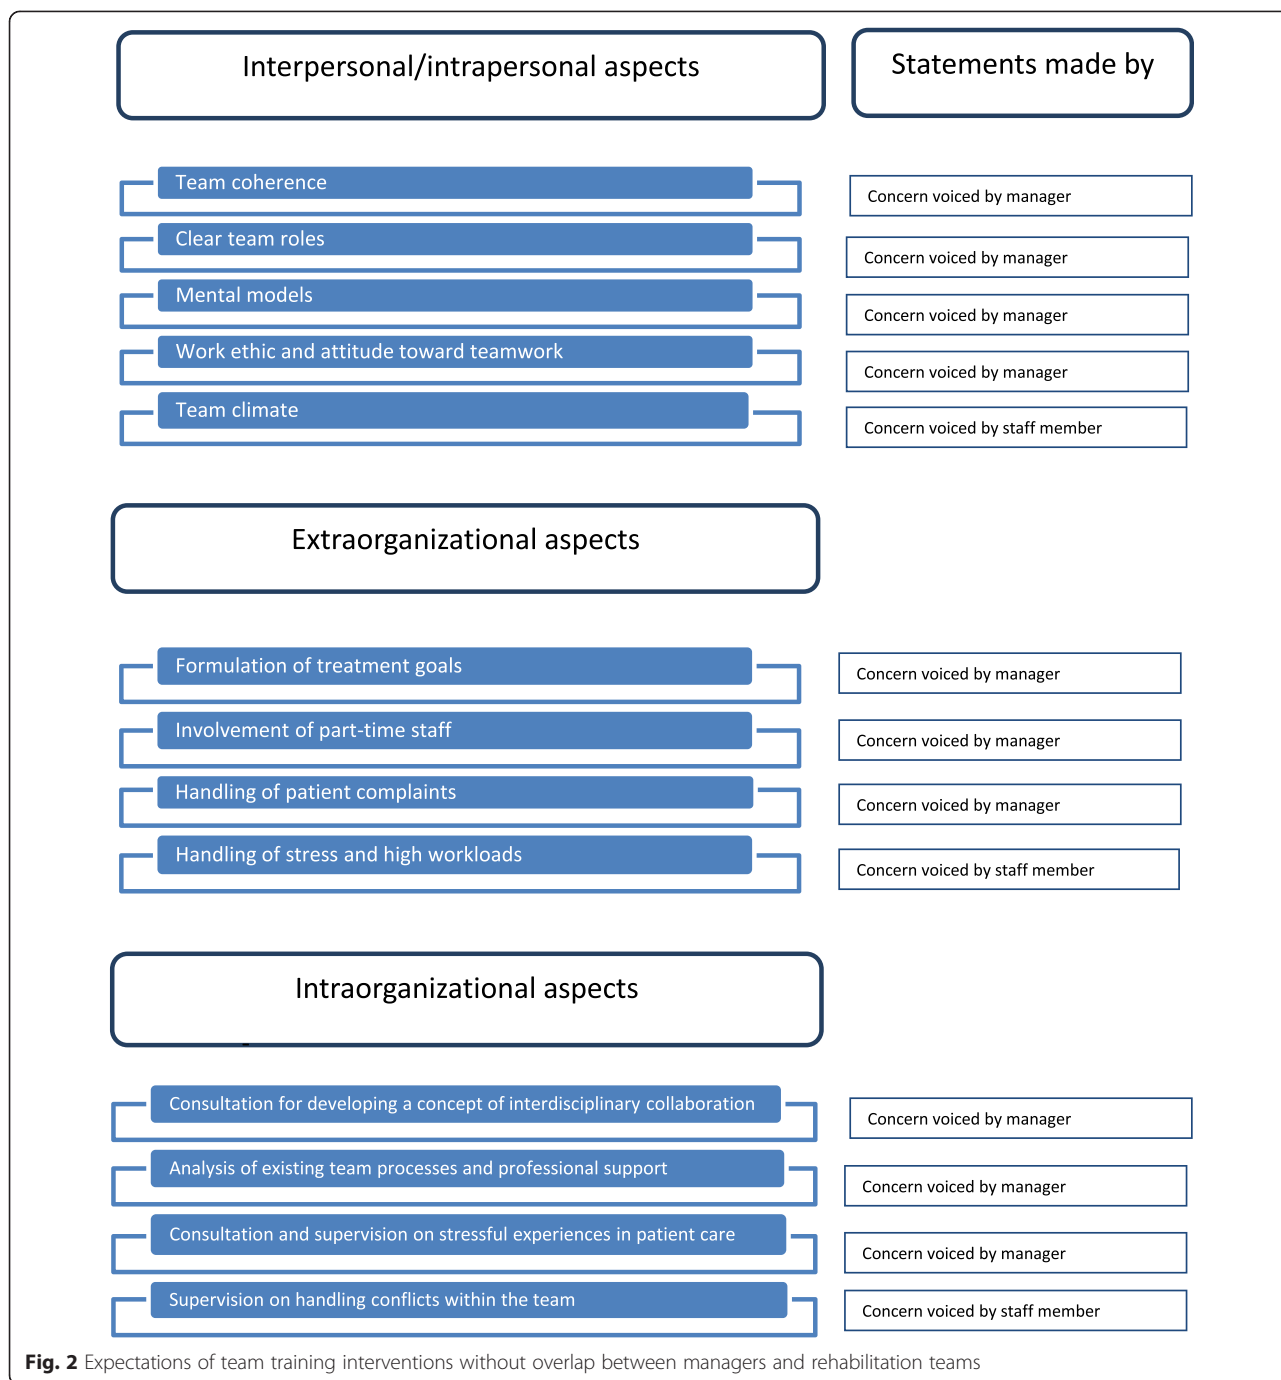 Interpersonal/intrapersonal aspects
Statements made by
Team coherence
Concern voiced by manager
Clear team roles
Concern voiced by manager
Mental models
Concern voiced by manager
Work ethic and attitude toward teamwork
Concern voiced by manager
Team climate
Concern voiced by staff member
Extraorganizational aspects
Formulation of treatment goals
Concern voiced by manager
Involvement of part-time staff
Concern voiced by manager
Handling of patient complaints
Concern voiced by manager
Handling of stress and high workloads
Concern voiced by staff member
Intraorganizational aspects
Consultation for developing a concept of interdisciplinary collaboration
Concern voiced by manager
Analysis of existing team processes and professional support
Concern voiced by manager
Consultation and supervision on stressful experiences in patient care
Concern voiced by manager
Supervision on handling conflicts within the team
Concern voiced by staff member
Fig. 2 Expectations of team training interventions without overlap between managers and rehabilitation teams